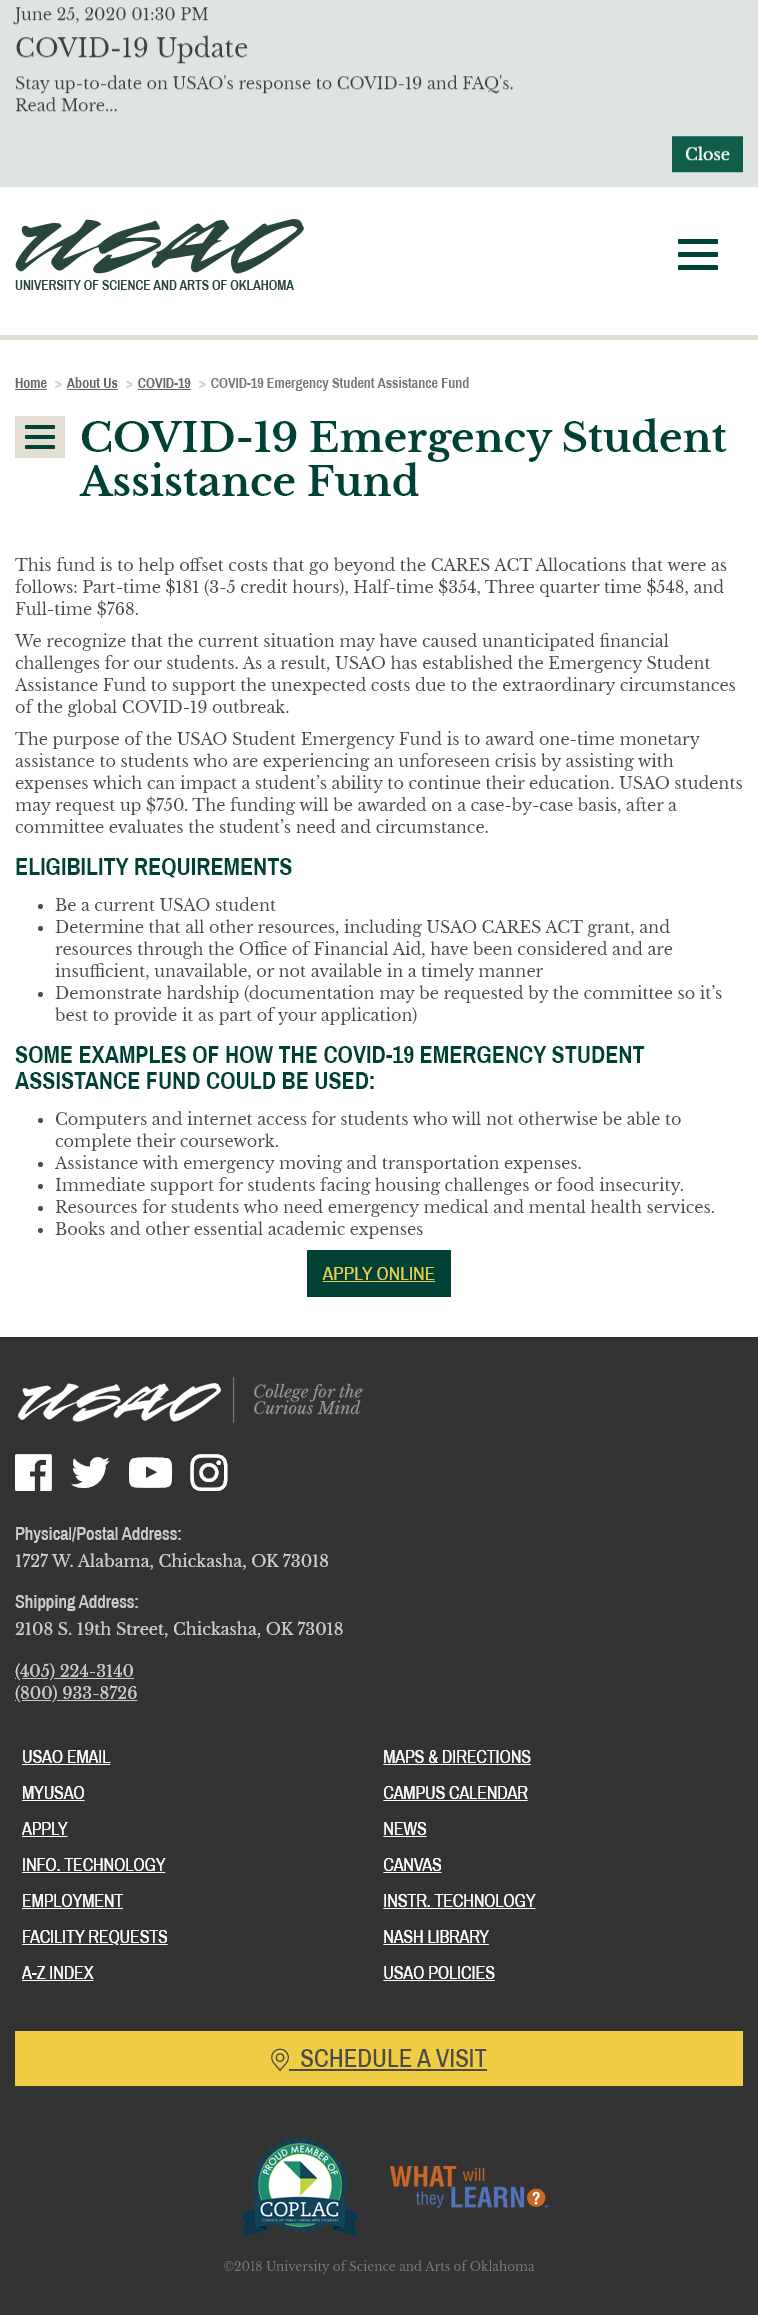 June 25, 2020 01:30 PM
COVID-19 Update
Stay up-to-date on USAO's response to COVID-19 and FAQ's.
Read More...
Close
USAO
UNIVERSITY OF SCIENCE AND ARTS OF OKLAHOMA
Home > About Us > COVID-19 > COVID-19 Emergency Student Assistance Fund
COVID-19 Emergency Student
Assistance Fund
This fund is to help offset costs that go beyond the CARES ACT Allocations that were as
follows: Part-time $181 (3-5 credit hours), Half-time $354, Three quarter time $548, and
Full-time $768.
We recognize that the current situation may have caused unanticipated financial
challenges for our students. As a result, USAO has established the Emergency Student
Assistance Fund to support the unexpected costs due to the extraordinary circumstances
of the global COVID-19 outbreak.
The purpose of the USAO Student Emergency Fund is to award one-time monetary
assistance to students who are experiencing an unforeseen crisis by assisting with
expenses which can impact a student’s ability to continue their education. USAO students
may request up $750. The funding will be awarded on a case-by-case basis, after a
committee evaluates the student’s need and circumstance.
ELIGIBILITY REQUIREMENTS
• Be a current USAO student
• Determine that all other resources, including USAO CARES ACT grant, and
resources through the Office of Financial Aid, have been considered and are
insufficient, unavailable, or not available in a timely manner
• Demonstrate hardship (documentation may be requested by the committee so it’s
best to provide it as part of your application)
SOME EXAMPLES OF HOW THE COVID-19 EMERGENCY STUDENT
ASSISTANCE FUND COULD BE USED:
• Computers and internet access for students who will not otherwise be able to
complete their coursework.
• Assistance with emergency moving and transportation expenses.
• Immediate support for students facing housing challenges or food insecurity.
• Resources for students who need emergency medical and mental health services.
• Books and other essential academic expenses
APPLY ONLINE
USAO
College for the
Curious Mind
Physical/Postal Address:
1727 W. Alabama, Chickasha, OK 73018
Shipping Address:
2108 S. 19th Street, Chickasha, OK 73018
(405) 224-3140
(800) 933-8726
USAO EMAIL
MYUSAO
APPLY
INFO. TECHNOLOGY
EMPLOYMENT
FACILITY REQUESTS
A-Z INDEX
MAPS & DIRECTIONS
CAMPUS CALENDAR
NEWS
CANVAS
INSTR. TECHNOLOGY
NASH LIBRARY
USAO POLICIES
SCHEDULE A VISIT
PROUD MEMBER OF
COPLAC
WHAT will
they LEARN?
©2018 University of Science and Arts of Oklahoma